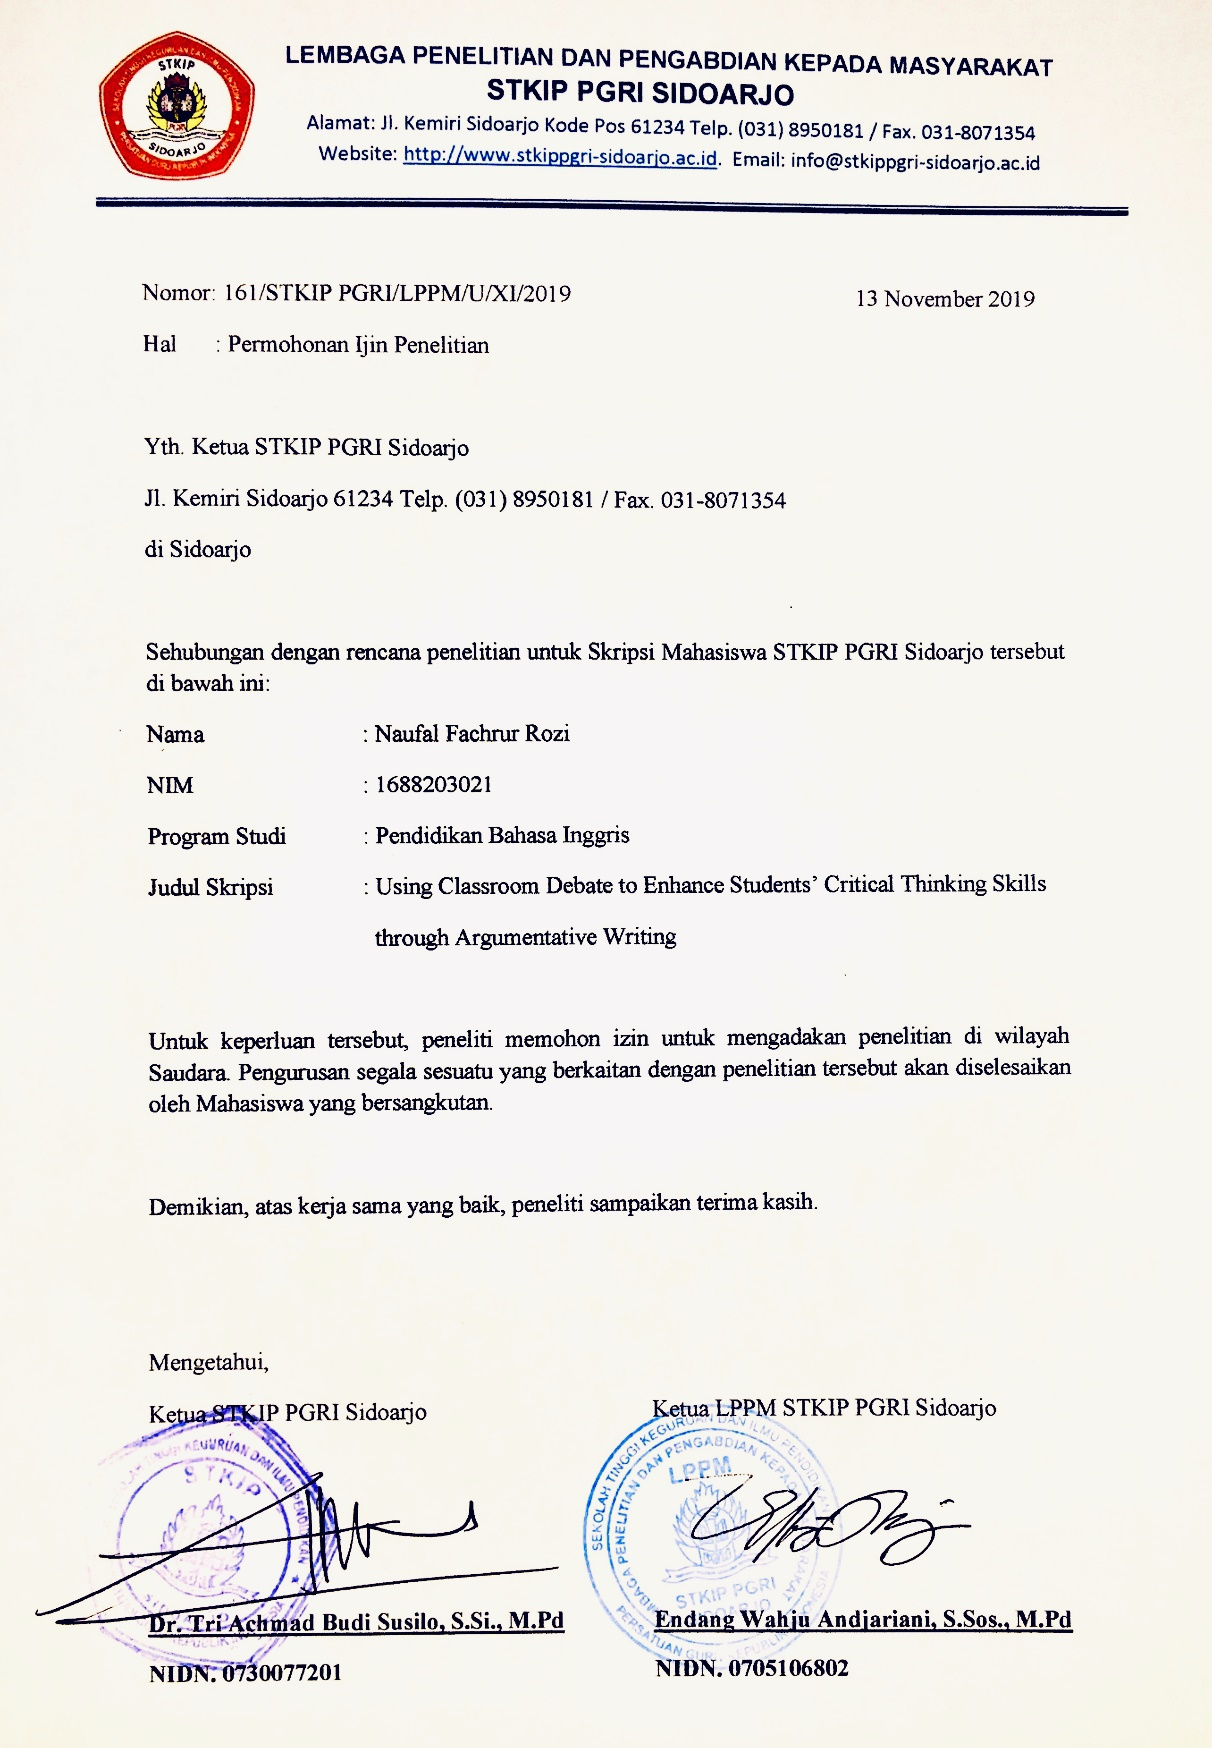 LEMBAGA PENELITIAN DAN PENGABDIAN KEPADA MASYARAKAT
STKIP PGRI SIDOARJO
Alamat: Jl. Kemiri Sidoarjo Kode Pos 61234 Telp. (031) 8950181 / Fax. 031-8071354
Website: http://www.stkippgri-sidoarjo.ac.id. Email: info@stkippgri-sidoarjo.ac.id
STKIP
PGRI
SIDOARJO
Nomor: 161/STKIP PGRI/LPPM/U/XI/2019
13 November 2019
Hal : Permohonan Ijin Penelitian
Yth. Ketua STKIP PGRI Sidoarjo
Jl. Kemiri Sidoarjo 61234 Telp. (031) 8950181 / Fax. 031-8071354
di Sidoarjo
Sehubungan dengan rencana penelitian untuk Skripsi Mahasiswa STKIP PGRI Sidoarjo tersebut
di bawah ini:
Nama : Naufal Fachrur Rozi
NIM : 1688203021
Program Studi : Pendidikan Bahasa Inggris
Judul Skripsi : Using Classroom Debate to Enhance Students’ Critical Thinking Skills
through Argumentative Writing
Untuk keperluan tersebut, peneliti memohon izin untuk mengadakan penelitian di wilayah
Saudara. Pengurusan segala sesuatu yang berkaitan dengan penelitian tersebut akan diselesaikan
oleh Mahasiswa yang bersangkutan.
Demikian, atas kerja sama yang baik, peneliti sampaikan terima kasih.
Mengetahui,
Ketua STKIP PGRI Sidoarjo
Ketua LPPM STKIP PGRI Sidoarjo
STKIP
LPPM
STKIP PGRI
Dr. Tri Achmad Budi Susilo, S.Si., M.Pd
Endang Wahju Andjariani, S.Sos., M.Pd
NIDN. 0730077201
NIDN. 0705106802